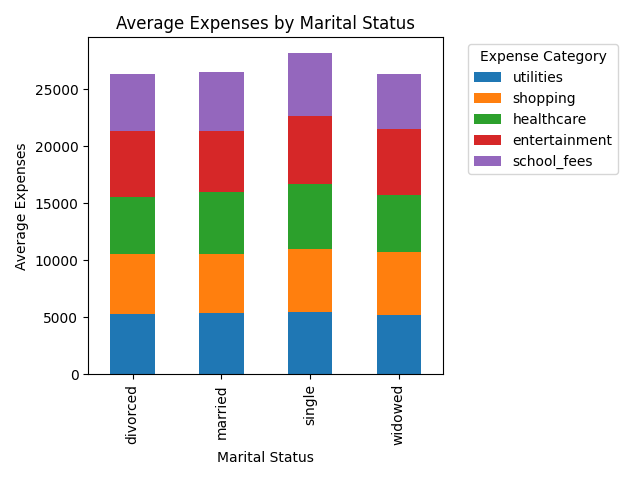 Average Expenses by Marital Status
Expense Category
utilities
shopping
healthcare
entertainment
school_fees
Average Expenses
25000
20000
15000
10000
5000
0
divorced
married
single
widowed
Marital Status